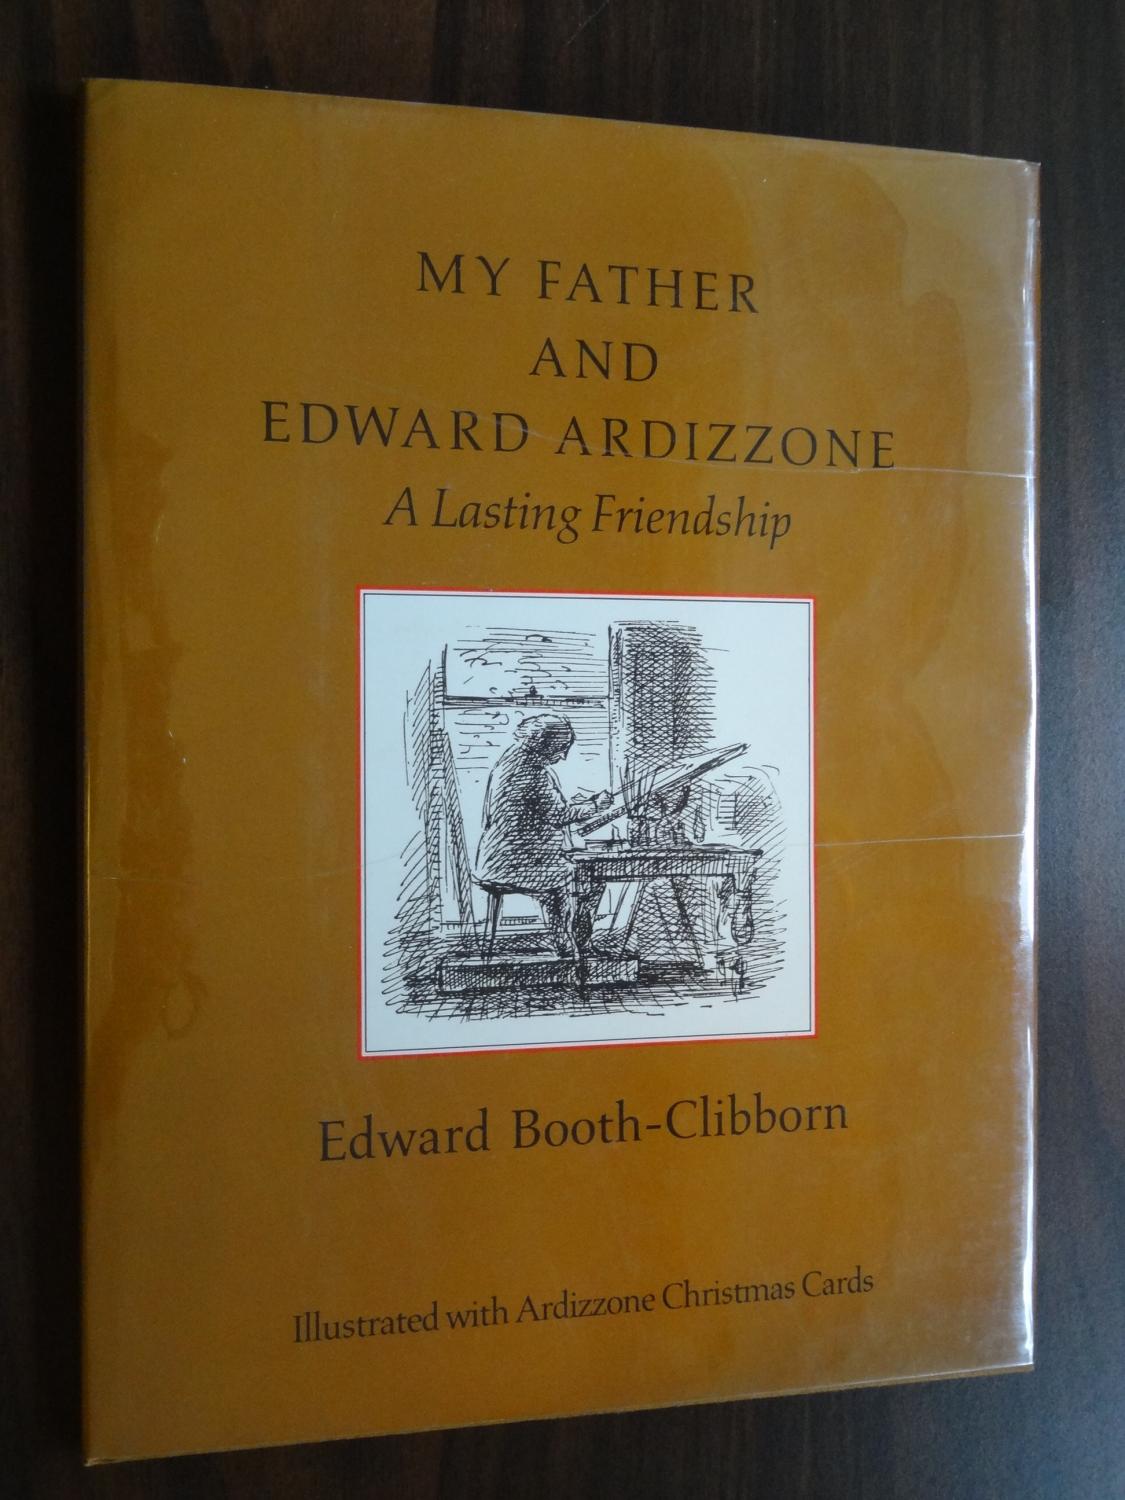 MY FATHER
AND
EDWARD ARDIZZONE
A Lasting Friendship
Edward Booth-Clibborn
Illustrated with Ardizzone Christmas Cards